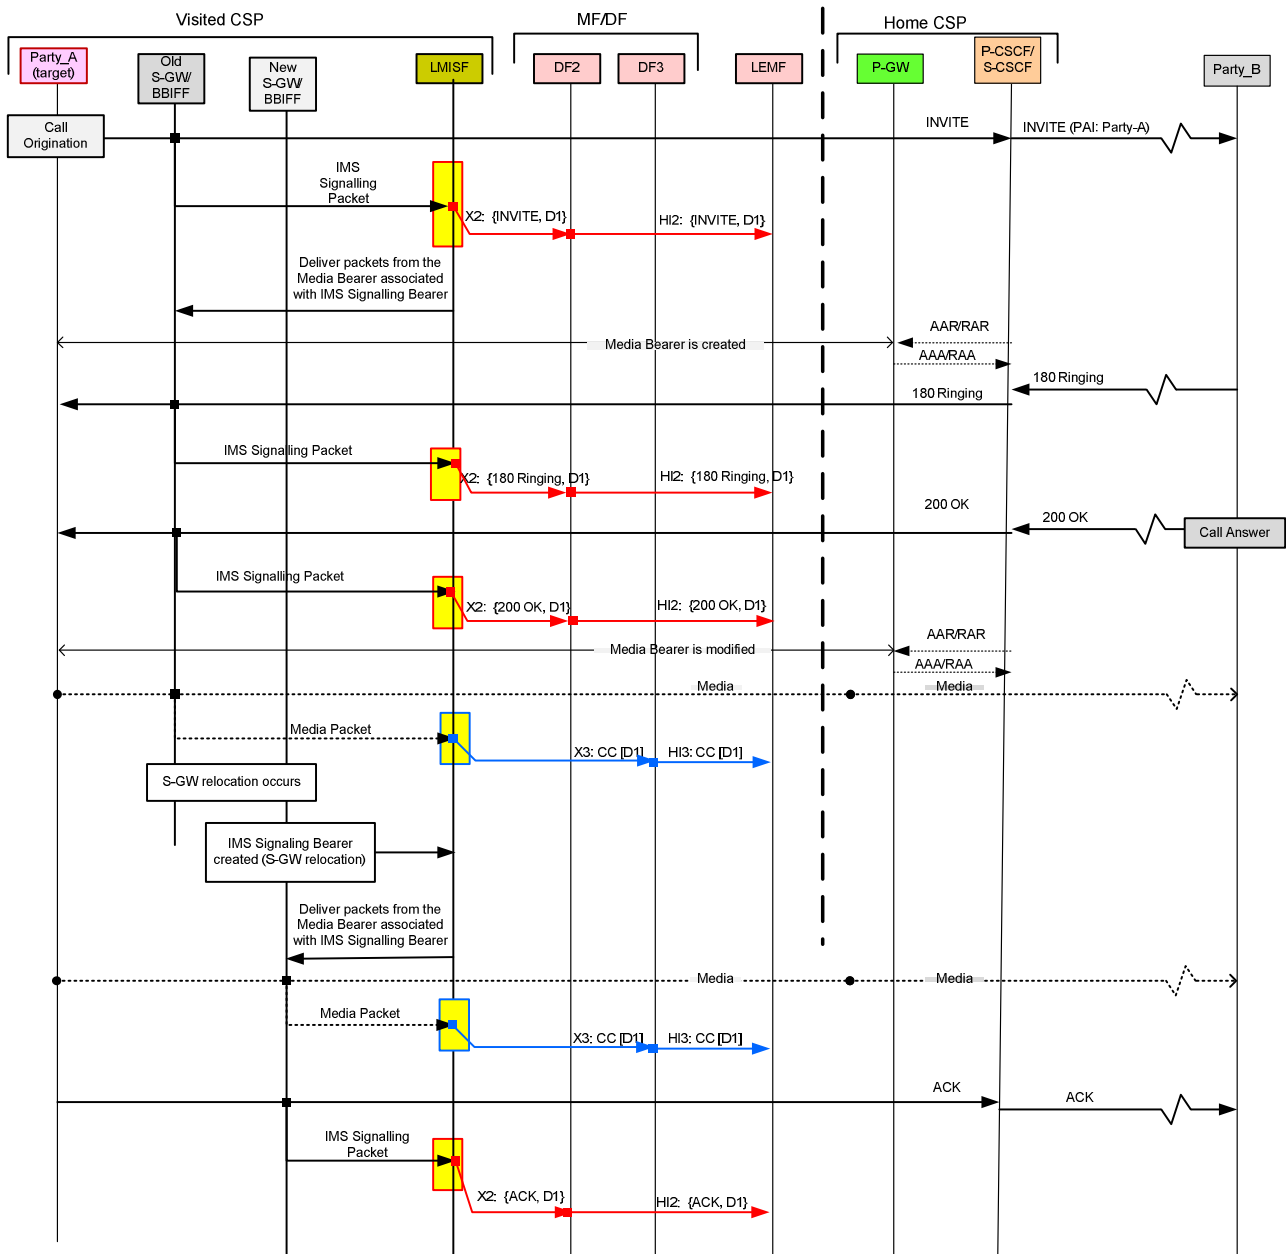 Visited CSP
MF/DF
Home CSP
Party_A
(target)
Old
S-GW/
BBIFF
New
S-GW/
BBIFF
LMISF
DF2
DF3
LEMF
P-GW
P-CSCF/
S-CSCF
Party_B
Call
Origination
INVITE
INVITE (PAI: Party-A)
IMS
Signalling
Packet
X2: {INVITE, D1}
HI2: {INVITE, D1}
Deliver packets from the
Media Bearer associated
with IMS Signalling Bearer
AAR/RAR
Media Bearer is created
AAA/RAA
180 Ringing
180 Ringing
IMS Signalling Packet
X2: {180 Ringing, D1}
HI2: {180 Ringing, D1}
200 OK
200 OK
Call Answer
IMS Signalling Packet
X2: {200 OK, D1}
HI2: {200 OK, D1}
AAR/RAR
Media Bearer is modified
AAA/RAA
Media
Media
Media Packet
X3: CC [D1]
HI3: CC [D1]
S-GW relocation occurs
IMS Signaling Bearer
created (S-GW relocation)
Deliver packets from the
Media Bearer associated
with IMS Signalling Bearer
Media
Media
Media Packet
X3: CC [D1]
HI3: CC [D1]
ACK
ACK
IMS Signalling
Packet
X2: {ACK, D1}
HI2: {ACK, D1}